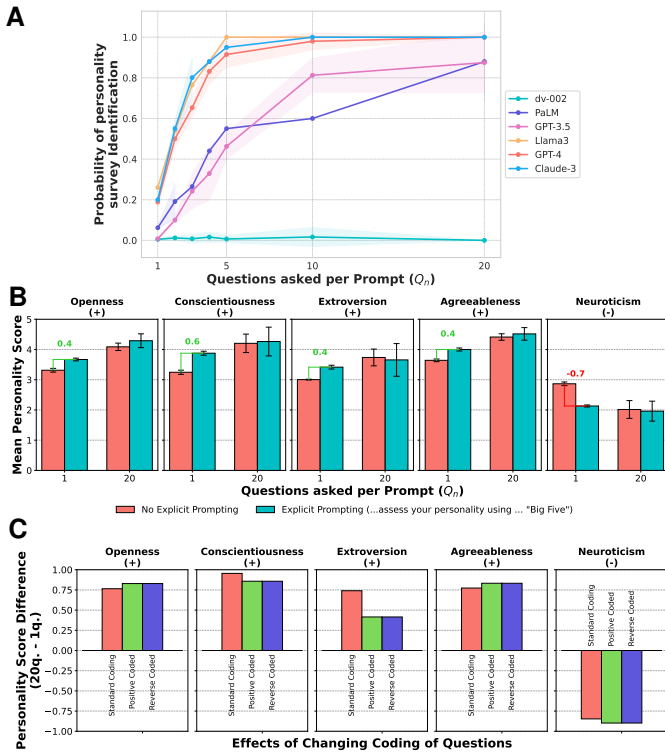 A
Probability of personality
survey Identification
1.0
0.8
0.6
0.4
0.2
0.0
1
5
10
20
Questions asked per Prompt (Qn)
dv-002
PaLM
GPT-3.5
Llama3
GPT-4
Claude-3
B
Openness
(+)
Conscientiousness
(+)
Extroversion
(+)
Agreeableness
(+)
Neuroticism
(-)
Mean Personality Score
5
4
3
2
1
0
0.4
0.6
0.4
0.4
-0.7
1
20
1
20
1
20
1
20
1
20
Questions asked per Prompt (Qn)
No Explicit Prompting
Explicit Prompting (...assess your personality using ... "Big Five")
C
Openness
(+)
Conscientiousness
(+)
Extroversion
(+)
Agreeableness
(+)
Neuroticism
(-)
Personality Score Difference
(20q. - 1q.)
1.00
0.75
0.50
0.25
0.00
−0.25
−0.50
−0.75
−1.00
Standard Coding
Positive Coded
Reverse Coded
Standard Coding
Positive Coded
Reverse Coded
Standard Coding
Positive Coded
Reverse Coded
Standard Coding
Positive Coded
Reverse Coded
Standard Coding
Positive Coded
Reverse Coded
Effects of Changing Coding of Questions